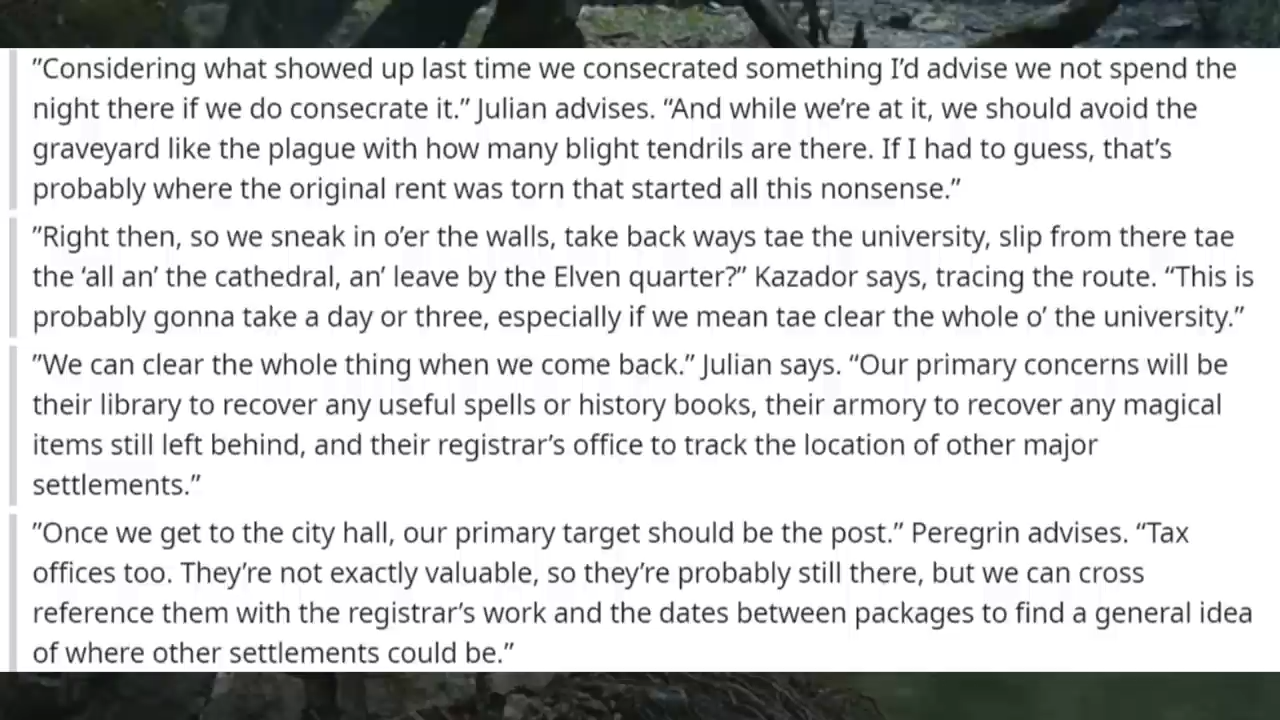 ”Considering what showed up last time we consecrated something I’d advise we not spend the
night there if we do consecrate it.” Julian advises. “And while we’re at it, we should avoid the
graveyard like the plague with how many blight tendrils are there. If I had to guess, that’s
probably where the original rent was torn that started all this nonsense.”
”Right then, so we sneak in o’er the walls, take back ways tae the university, slip from there tae
the ‘all an’ the cathedral, an’ leave by the Elven quarter?” Kazador says, tracing the route. “This is
probably gonna take a day or three, especially if we mean tae clear the whole o’ the university.”
”We can clear the whole thing when we come back.” Julian says. “Our primary concerns will be
their library to recover any useful spells or history books, their armory to recover any magical
items still left behind, and their registrar’s office to track the location of other major
settlements.”
”Once we get to the city hall, our primary target should be the post.” Peregrin advises. “Tax
offices too. They’re not exactly valuable, so they’re probably still there, but we can cross
reference them with the registrar’s work and the dates between packages to find a general idea
of where other settlements could be.”